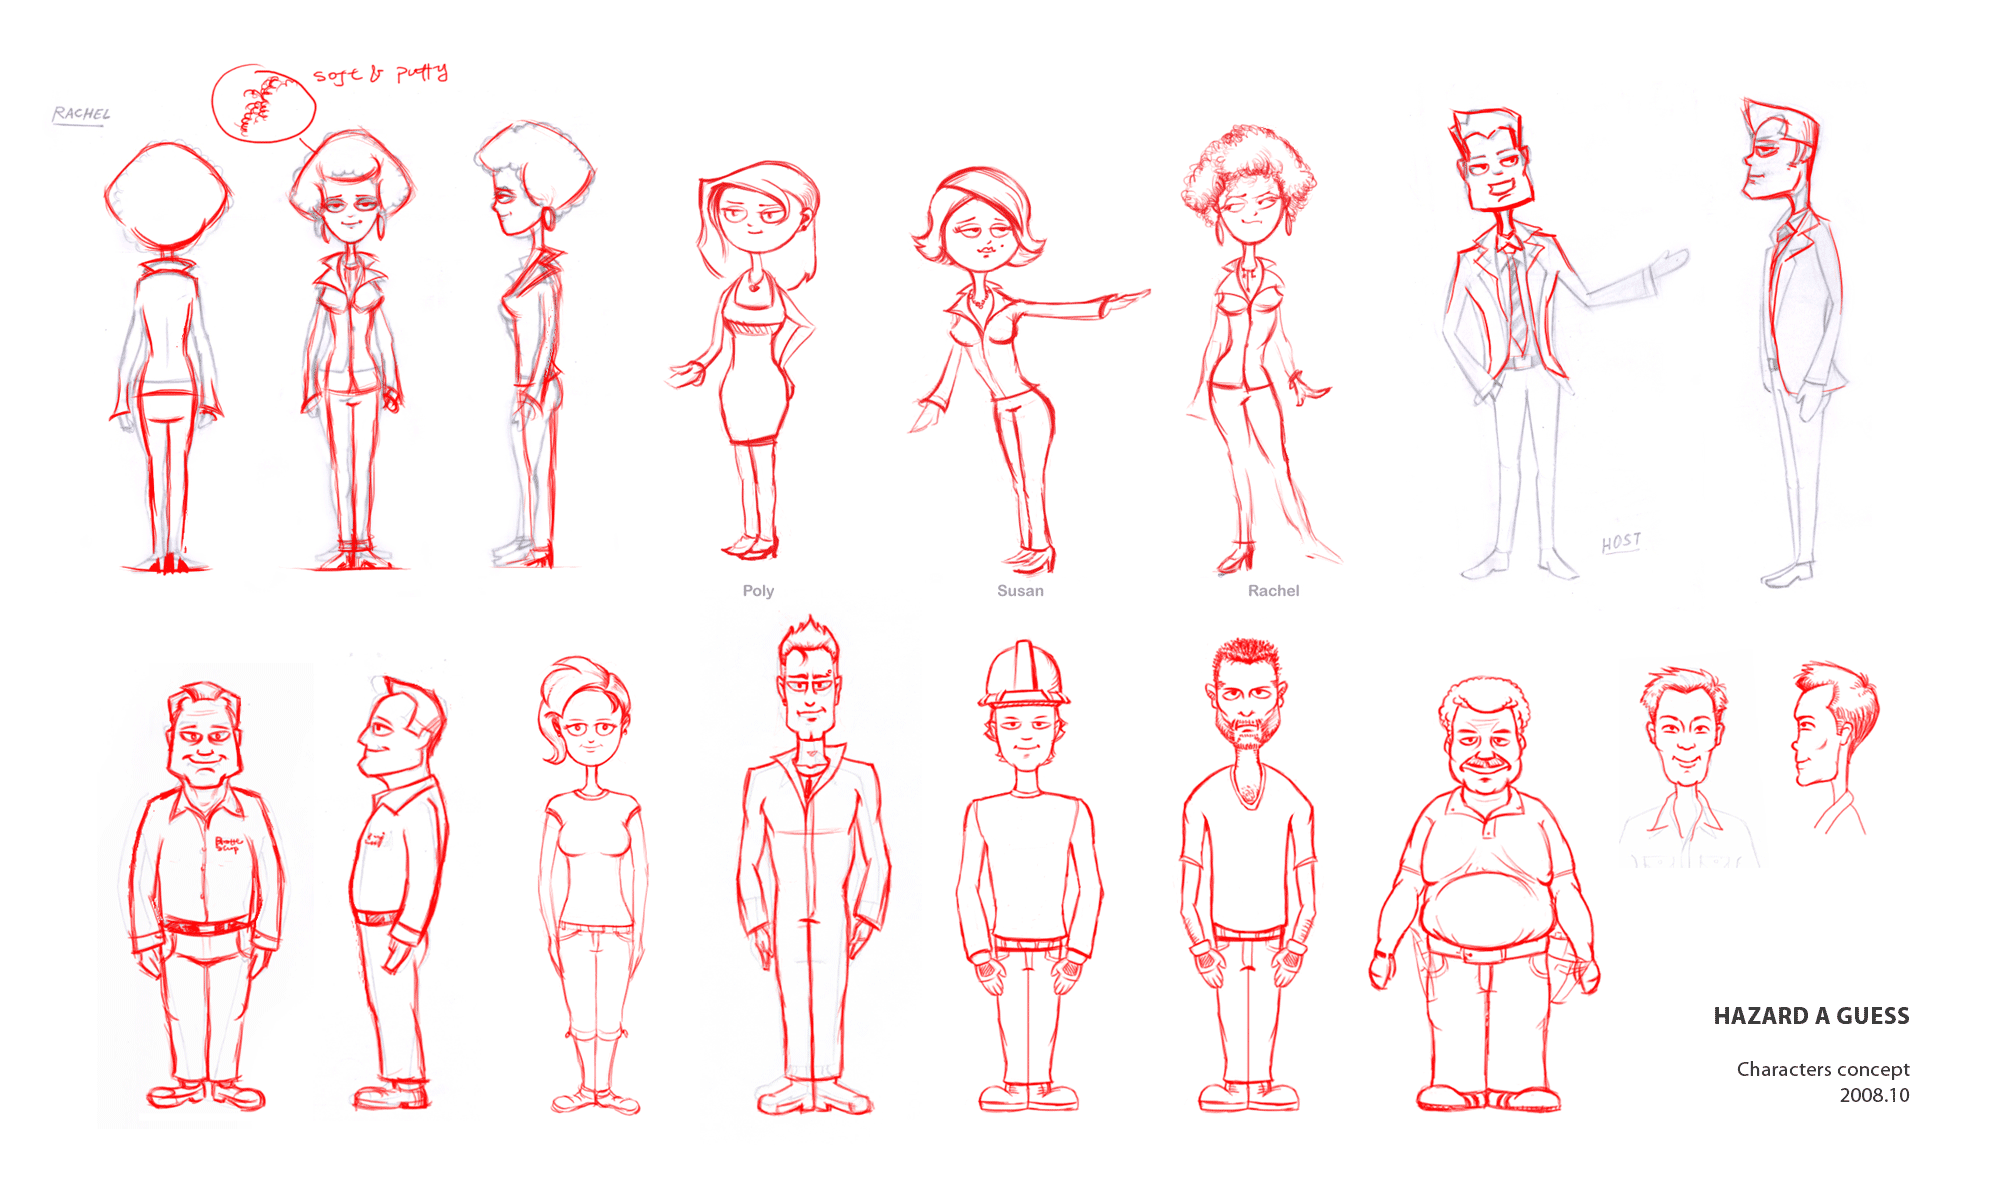 RACHEL
soft & puffy
HOST
Poly
Susan
Rachel
HAZARD A GUESS
Characters concept
2008.10